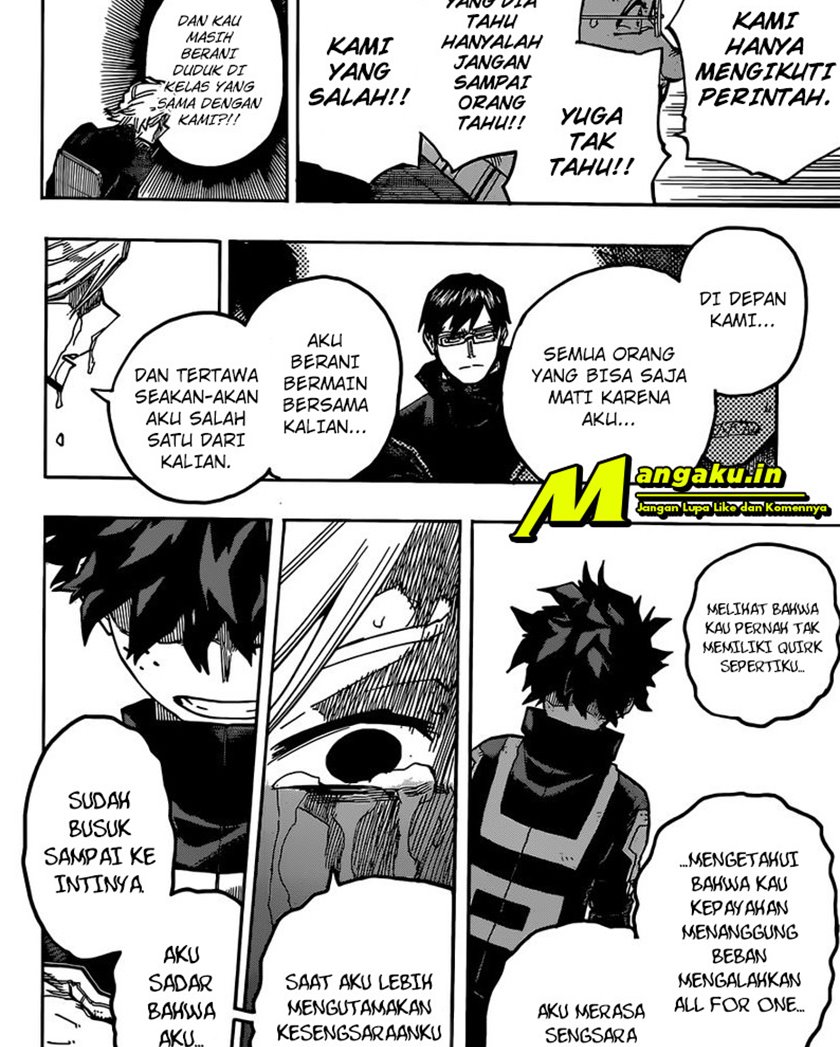 KAMI
HANYA
MENGIKUTI
PERINTAH.
YUGA
TAK
TAHU!!
YANG DIA
TAHU
HANYALAH
JANGAN
SAMPAI
ORANG
TAHU!!
KAMI
YANG
SALAH!!
DAN KAU
MASIH
BERANI
DUDUK DI
KELAS YANG
SAMA DENGAN
KAMI?!!
DI DEPAN
KAMI...
SEMUA ORANG
YANG BISA SAJA
MATI KARENA
AKU...
AKU
BERANI
BERMAIN
BERSAMA
KALIAN...
DAN TERTAWA
SEAKAN-AKAN
AKU SALAH
SATU DARI
KALIAN.
Mangaku.in
Jangan Lupa Like dan Komennya
MELIHAT BAHWA
KAU PERNAH TAK
MEMILIKI QUIRK
SEPERTIKU...
...MENGETAHUI
BAHWA KAU
KEPAYAHAN
MENANGGUNG
BEBAN
MENGALAHKAN
ALL FOR ONE...
AKU MERASA
SENGSARA
SAAT AKU LEBIH
MENGUTAMAKAN
KESENGSARAANKU
AKU
SADAR
BAHWA
AKU...
SUDAH
BUSUK
SAMPAI KE
INTINYA.